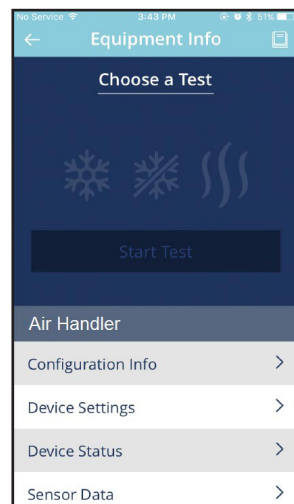 No Service 3:43 PM 51%
Equipment Info
Choose a Test
Start Test
Air Handler
Configuration Info
Device Settings
Device Status
Sensor Data